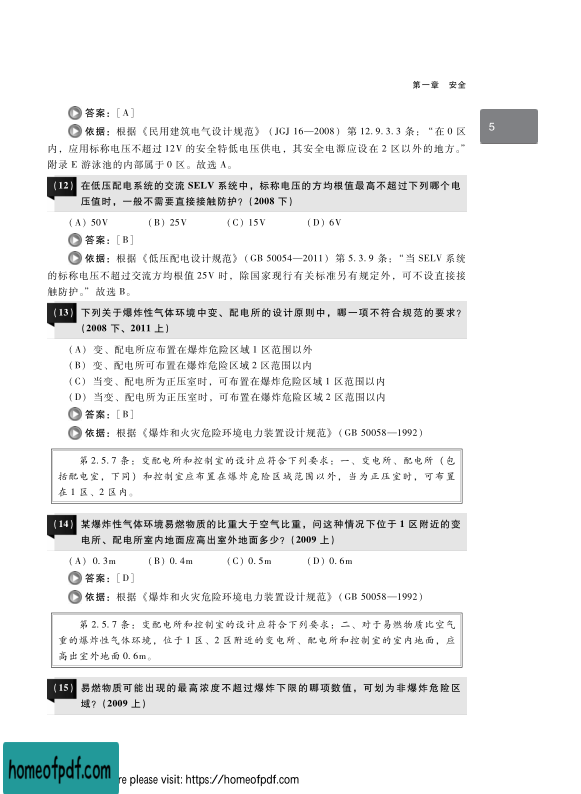 第一章 安全
5
答案：［A］
依据：根据《民用建筑电气设计规范》（JGJ 16—2008）第 12.9.3.3 条：“在 0 区
内，应用标称电压不超过 12V 的安全特低电压供电，其安全电源应设在 2 区以外的地方。”
附录 E 游泳池的内部属于 0 区。故选 A。
（12）在低压配电系统的交流 SELV 系统中，标称电压的方均根值最高不超过下列哪个电
压值时，一般不需要直接接触防护？（2008 下）
（A）50V （B）25V （C）15V （D）6V
答案：［B］
依据：根据《低压配电设计规范》（GB 50054—2011）第 5.3.9 条：“当 SELV 系统
的标称电压不超过交流方均根值 25V 时，除国家现行有关标准另有规定外，可不设直接接
触防护。”故选 B。
（13）下列关于爆炸性气体环境中变、配电所的设计原则中，哪一项不符合规范的要求？
（2008 下、2011 上）
（A）变、配电所应布置在爆炸危险区域 1 区范围以外
（B）变、配电所可布置在爆炸危险区域 2 区范围以内
（C）当变、配电所为正压室时，可布置在爆炸危险区域 1 区范围以内
（D）当变、配电所为正压室时，可布置在爆炸危险区域 2 区范围以内
答案：［B］
依据：根据《爆炸和火灾危险环境电力装置设计规范》（GB 50058—1992）
第 2.5.7 条：变配电所和控制室的设计应符合下列要求：一、变电所、配电所（包
括配电室，下同）和控制室应布置在爆炸危险区域范围以外，当为正压室时，可布置
在 1 区、2 区内。
（14）某爆炸性气体环境易燃物质的比重大于空气比重，问这种情况下位于 1 区附近的变
电所、配电所室内地面应高出室外地面多少？（2009 上）
（A）0.3m （B）0.4m （C）0.5m （D）0.6m
答案：［D］
依据：根据《爆炸和火灾危险环境电力装置设计规范》（GB 50058—1992）
第 2.5.7 条：变配电所和控制室的设计应符合下列要求：二、对于易燃物质比空气
重的爆炸性气体环境，位于 1 区、2 区附近的变电所、配电所和控制室的室内地面，应
高出室外地面 0.6m。
（15）易燃物质可能出现的最高浓度不超过爆炸下限的哪项数值，可划为非爆炸危险区
域？（2009 上）
homeofpdf.com
re please visit: https://homeofpdf.com